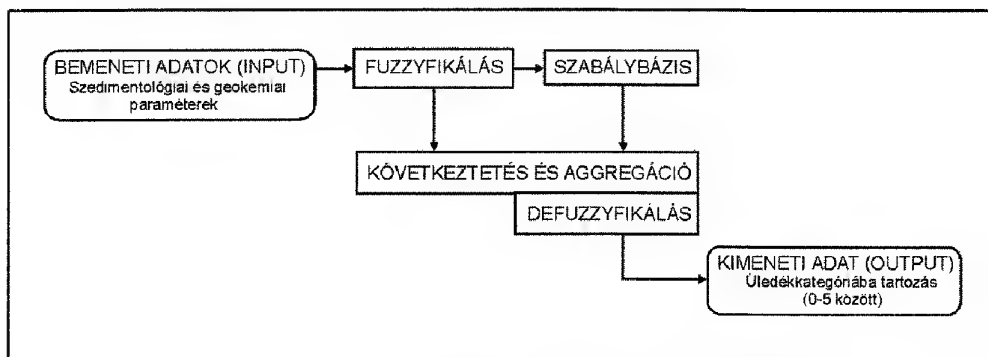 BEMENETI ADATOK (INPUT)
Szedimentológiai és geokémiai
paraméterek
FUZZYFIKÁLÁS
SZABÁLYBÁZIS
KÖVETKEZTETÉS ÉS AGGREGÁCIÓ
DEFUZZYFIKÁLÁS
KIMENETI ADAT (OUTPUT)
Üledékkategóriába tartozás
(0-5 között)